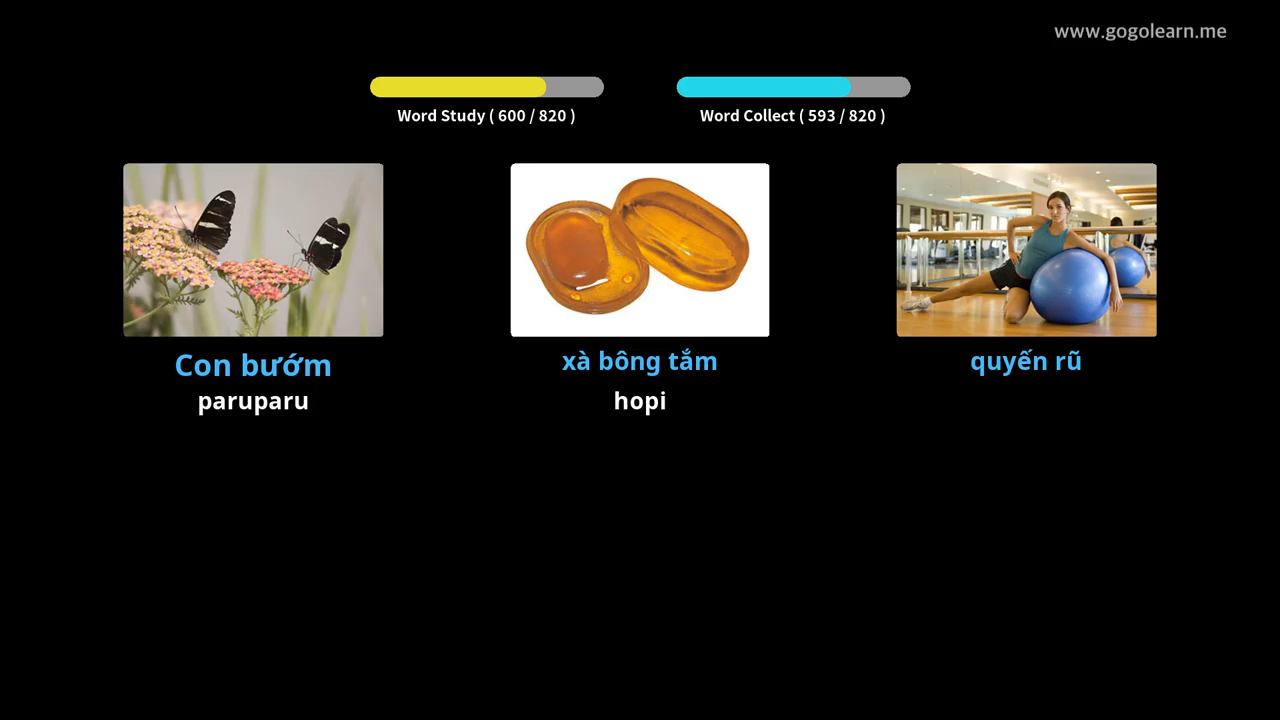 www.gogolearn.me
Word Study ( 600 / 820 )
Word Collect ( 593 / 820 )
Con bướm
paruparu
xà bông tắm
hopi
quyến rũ